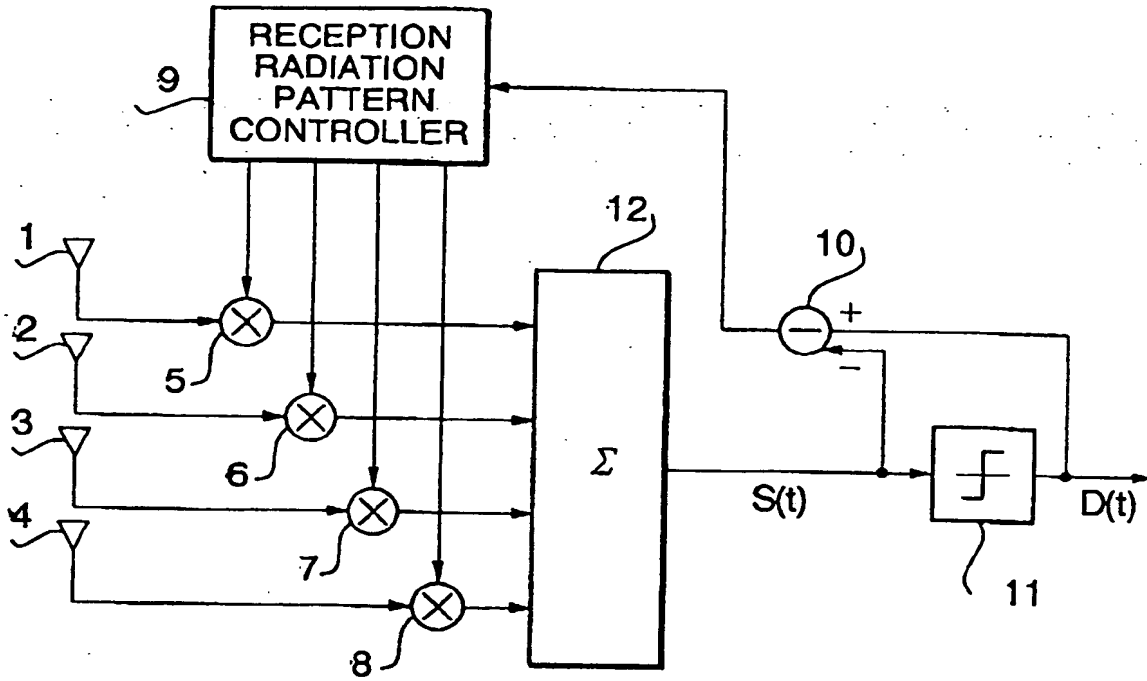 RECEPTION
RADIATION
PATTERN
CONTROLLER
9
12
1
10
+
−
−
2
5
3
6
Σ
S(t)
D(t)
4
7
11
8